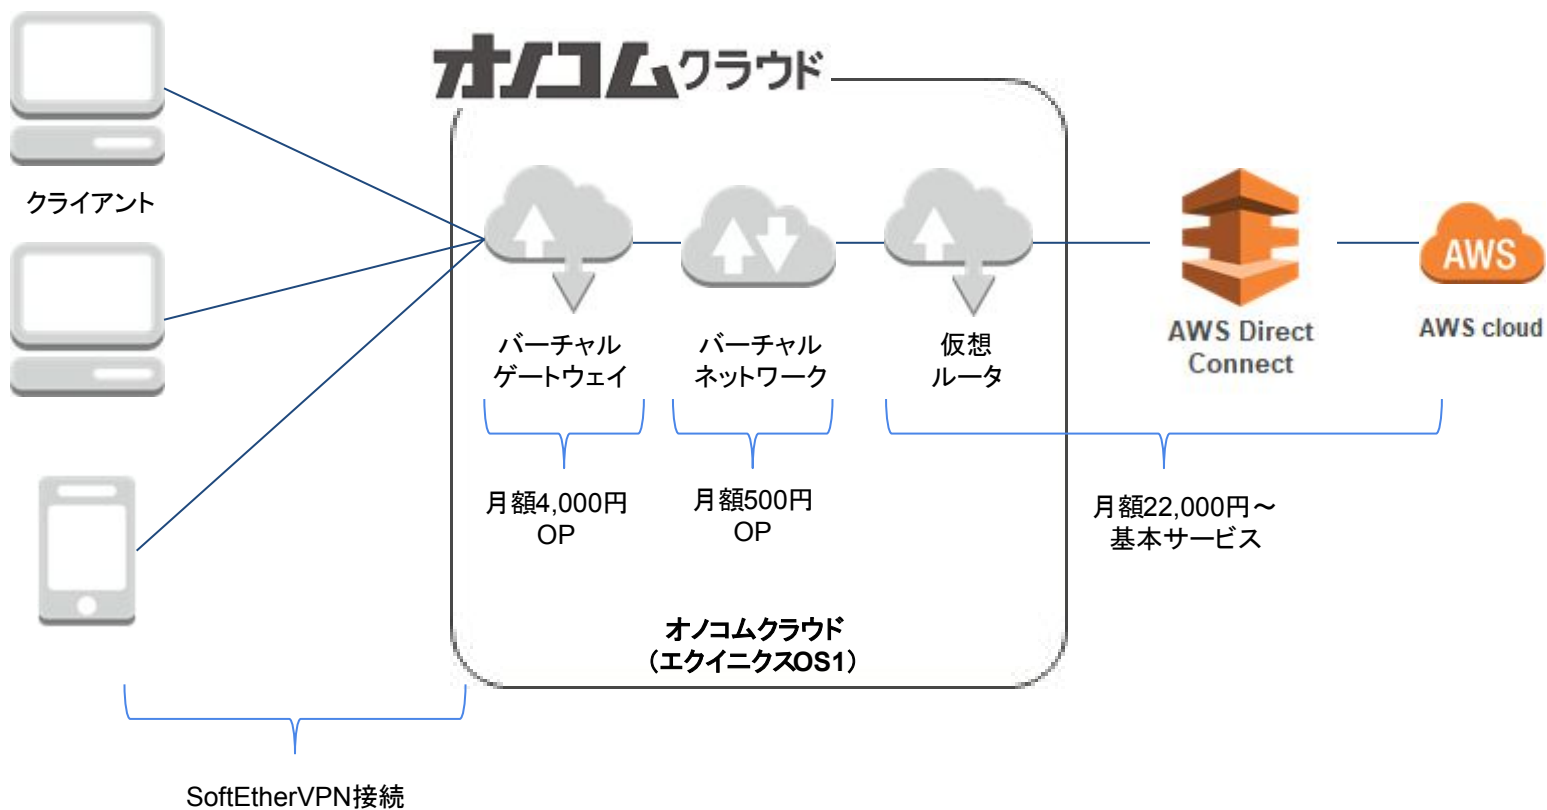 オノコムクラウド
クライアント
バーチャル
ゲートウェイ
バーチャル
ネットワーク
仮想
ルータ
AWS Direct
Connect
AWS
AWS cloud
月額4,000円
OP
月額500円
OP
月額22,000円～
基本サービス
オノコムクラウド
（エクイニクスOS1）
SoftEtherVPN接続